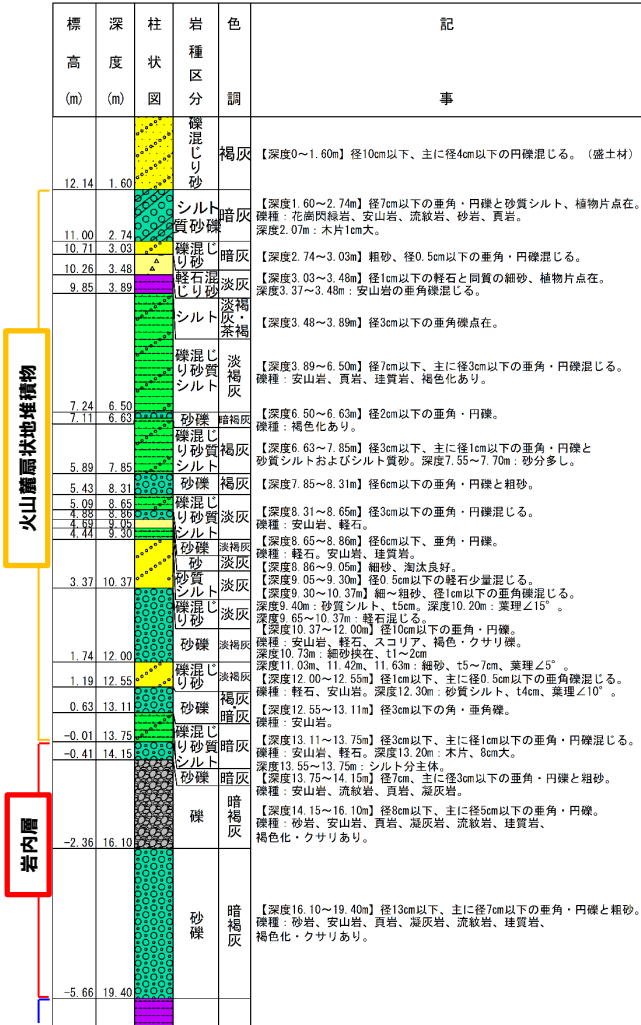 標高(m)
深度(m)
柱状図
岩種区分
色調
記事
火山麓扇状地堆積物
岩内層
12.14 1.60
11.00 2.74
10.71 3.03
10.26 3.48
9.85 3.89
7.24 6.50
7.11 6.63
5.89 7.85
5.43 8.31
5.09 8.65
4.88 8.86
4.69 9.05
4.44 9.30
3.37 10.37
1.74 12.00
1.19 12.55
0.63 13.11
-0.01 13.75
-0.41 14.15
-2.36 16.10
-5.66 19.40
礫混じり砂
シルト質砂礫
礫混じり砂
軽石混じり砂
シルト
礫混じり砂質シルト
砂礫
礫混じり砂質シルト
砂礫
礫混じり砂質シルト
砂礫
砂
砂質シルト
礫混じり砂
砂礫
礫混じり砂
砂礫
礫混じり砂質シルト
砂礫
礫
砂礫
褐灰
暗灰
暗灰
淡灰
淡褐灰・茶褐
淡褐灰
暗褐灰
褐灰
褐灰
淡灰
淡褐灰
淡灰
淡灰
淡灰
淡褐灰
淡褐灰
褐灰・暗灰
暗灰
暗灰
暗褐灰
暗褐灰
【深度0～1.60m】径10cm以下、主に径4cm以下の円礫混じる。（盛土材）
【深度1.60～2.74m】径7cm以下の亜角・円礫と砂質シルト、植物片点在。
礫種：花崗閃緑岩、安山岩、流紋岩、砂岩、頁岩。
深度2.07m：木片1cm大。
【深度2.74～3.03m】粗砂、径0.5cm以下の亜角・円礫混じる。
【深度3.03～3.48m】径1cm以下の軽石と同質の細砂、植物片点在。
深度3.37～3.48m：安山岩の亜角礫混じる。
【深度3.48～3.89m】径3cm以下の亜角礫点在。
【深度3.89～6.50m】径7cm以下、主に径3cm以下の亜角・円礫混じる。
礫種：安山岩、頁岩、珪質岩、褐色化あり。
【深度6.50～6.63m】径2cm以下の亜角・円礫。
礫種：褐色化あり。
【深度6.63～7.85m】径3cm以下、主に径1cm以下の亜角・円礫と
砂質シルトおよびシルト質砂。深度7.55～7.70m：砂分多し。
【深度7.85～8.31m】径6cm以下の亜角・円礫と粗砂。
【深度8.31～8.65m】径3cm以下の亜角・円礫混じる。
礫種：安山岩、軽石。
【深度8.65～8.86m】径6cm以下、亜角・円礫。
礫種：軽石。安山岩、珪質岩。
【深度8.86～9.05m】細砂、淘汰良好。
【深度9.05～9.30m】径0.5cm以下の軽石少量混じる。
【深度9.30～10.37m】細～粗砂、径1cm以下の亜角礫混じる。
深度9.40m：砂質シルト、t5cm。深度10.20m：葉理∠15°。
深度9.65～10.37m：軽石混じる。
【深度10.37～12.00m】径10cm以下の亜角・円礫。
礫種：安山岩、軽石、スコリア、褐色・クサリ礫。
深度10.73m：細砂挟在、t1～2cm
深度11.03m、11.42m、11.63m：細砂、t5～7cm、葉理∠5°。
【深度12.00～12.55m】径1cm以下、主に径0.5cm以下の亜角礫混じる。
礫種：軽石、安山岩。深度12.30m：砂質シルト、t4cm、葉理∠10°。
【深度12.55～13.11m】径3cm以下の角・亜角礫。
礫種：安山岩。
【深度13.11～13.75m】径3cm以下、主に径1cm以下の亜角・円礫混じる。
礫種：安山岩、軽石。深度13.20m：木片、8cm大。
深度13.55～13.75m：シルト分主体。
【深度13.75～14.15m】径7cm、主に径3cm以下の亜角・円礫と粗砂。
礫種：安山岩、流紋岩、頁岩、凝灰岩。
【深度14.15～16.10m】径8cm以下、主に径5cm以下の亜角・円礫。
礫種：砂岩、安山岩、頁岩、凝灰岩、流紋岩、珪質岩、
褐色化・クサリあり。
【深度16.10～19.40m】径13cm以下、主に径7cm以下の亜角・円礫と粗砂。
礫種：砂岩、安山岩、頁岩、凝灰岩、流紋岩、珪質岩、
褐色化・クサリあり。